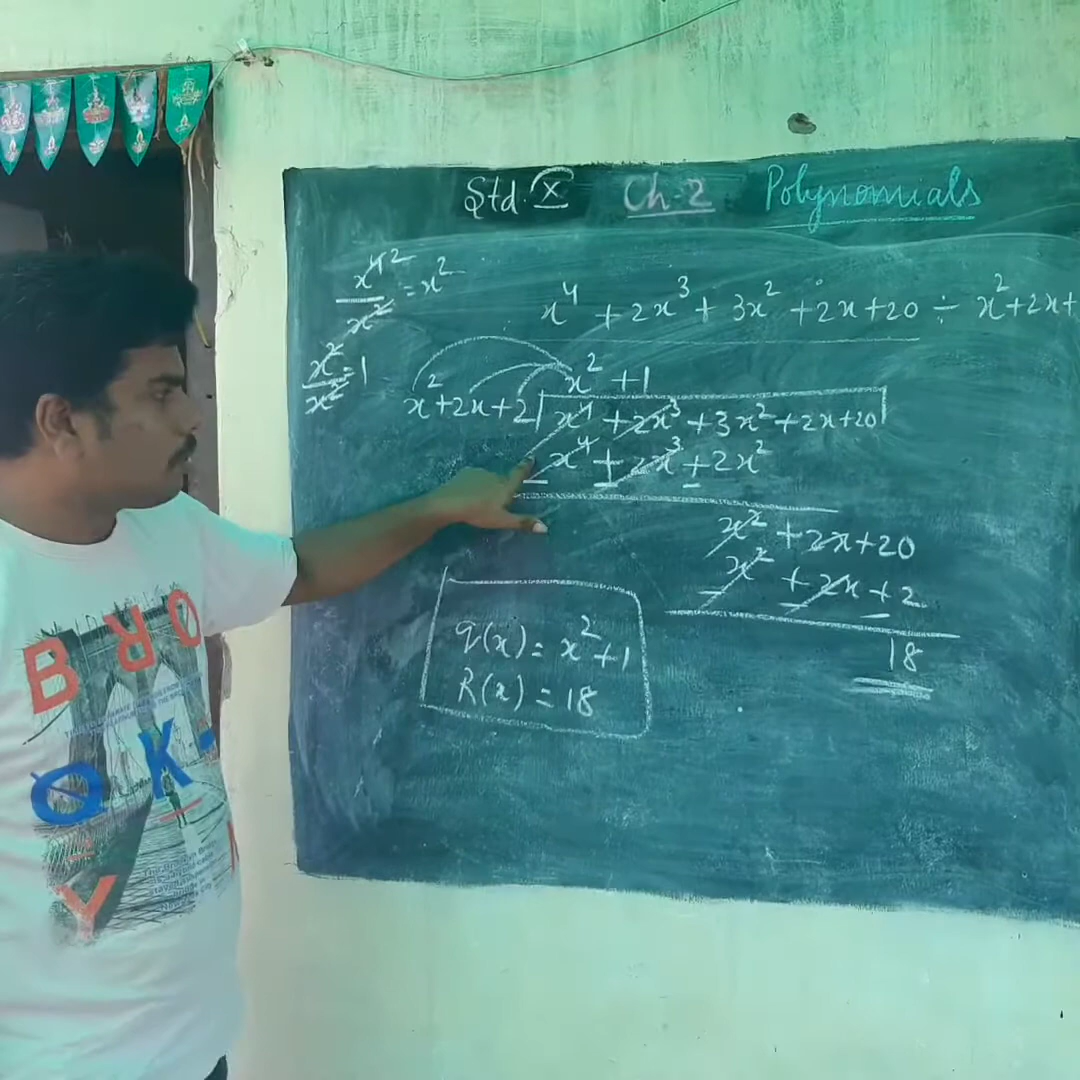 Std. X Ch-2 Polynomials
x⁴/x² = x²
x⁴ + 2x³ + 3x² + 2x + 20 ÷ x² + 2x +
x²/x² = 1
x² + 1
x² + 2x + 2 x⁴ + 2x³ + 3x² + 2x + 20
x⁴ + 2x³ + 2x²
x² + 2x + 20
x² + 2x + 2
18
q(x) = x² + 1
R(x) = 18
BRO
OK
Y